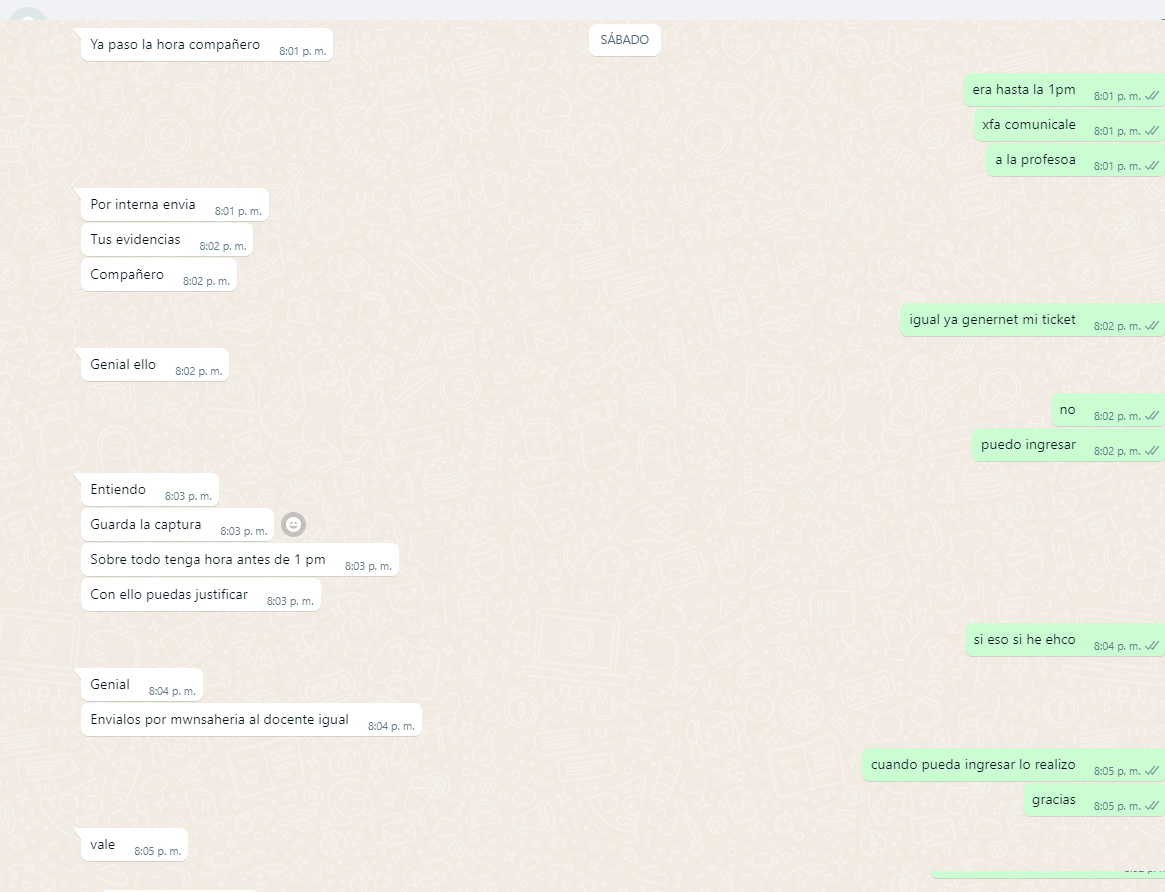 SÁBADO
Ya paso la hora compañero 8:01 p. m.
era hasta la 1pm 8:01 p. m.
xfa comunicale 8:01 p. m.
a la profesoa 8:01 p. m.
Por interna envia 8:01 p. m.
Tus evidencias 8:02 p. m.
Compañero 8:02 p. m.
igual ya genernet mi ticket 8:02 p. m.
Genial ello 8:02 p. m.
no 8:02 p. m.
puedo ingresar 8:02 p. m.
Entiendo 8:03 p. m.
Guarda la captura 8:03 p. m.
Sobre todo tenga hora antes de 1 pm 8:03 p. m.
Con ello puedas justificar 8:03 p. m.
si eso si he ehco 8:04 p. m.
Genial 8:04 p. m.
Envialos por mwnsaheria al docente igual 8:04 p. m.
cuando pueda ingresar lo realizo 8:05 p. m.
gracias 8:05 p. m.
vale 8:05 p. m.